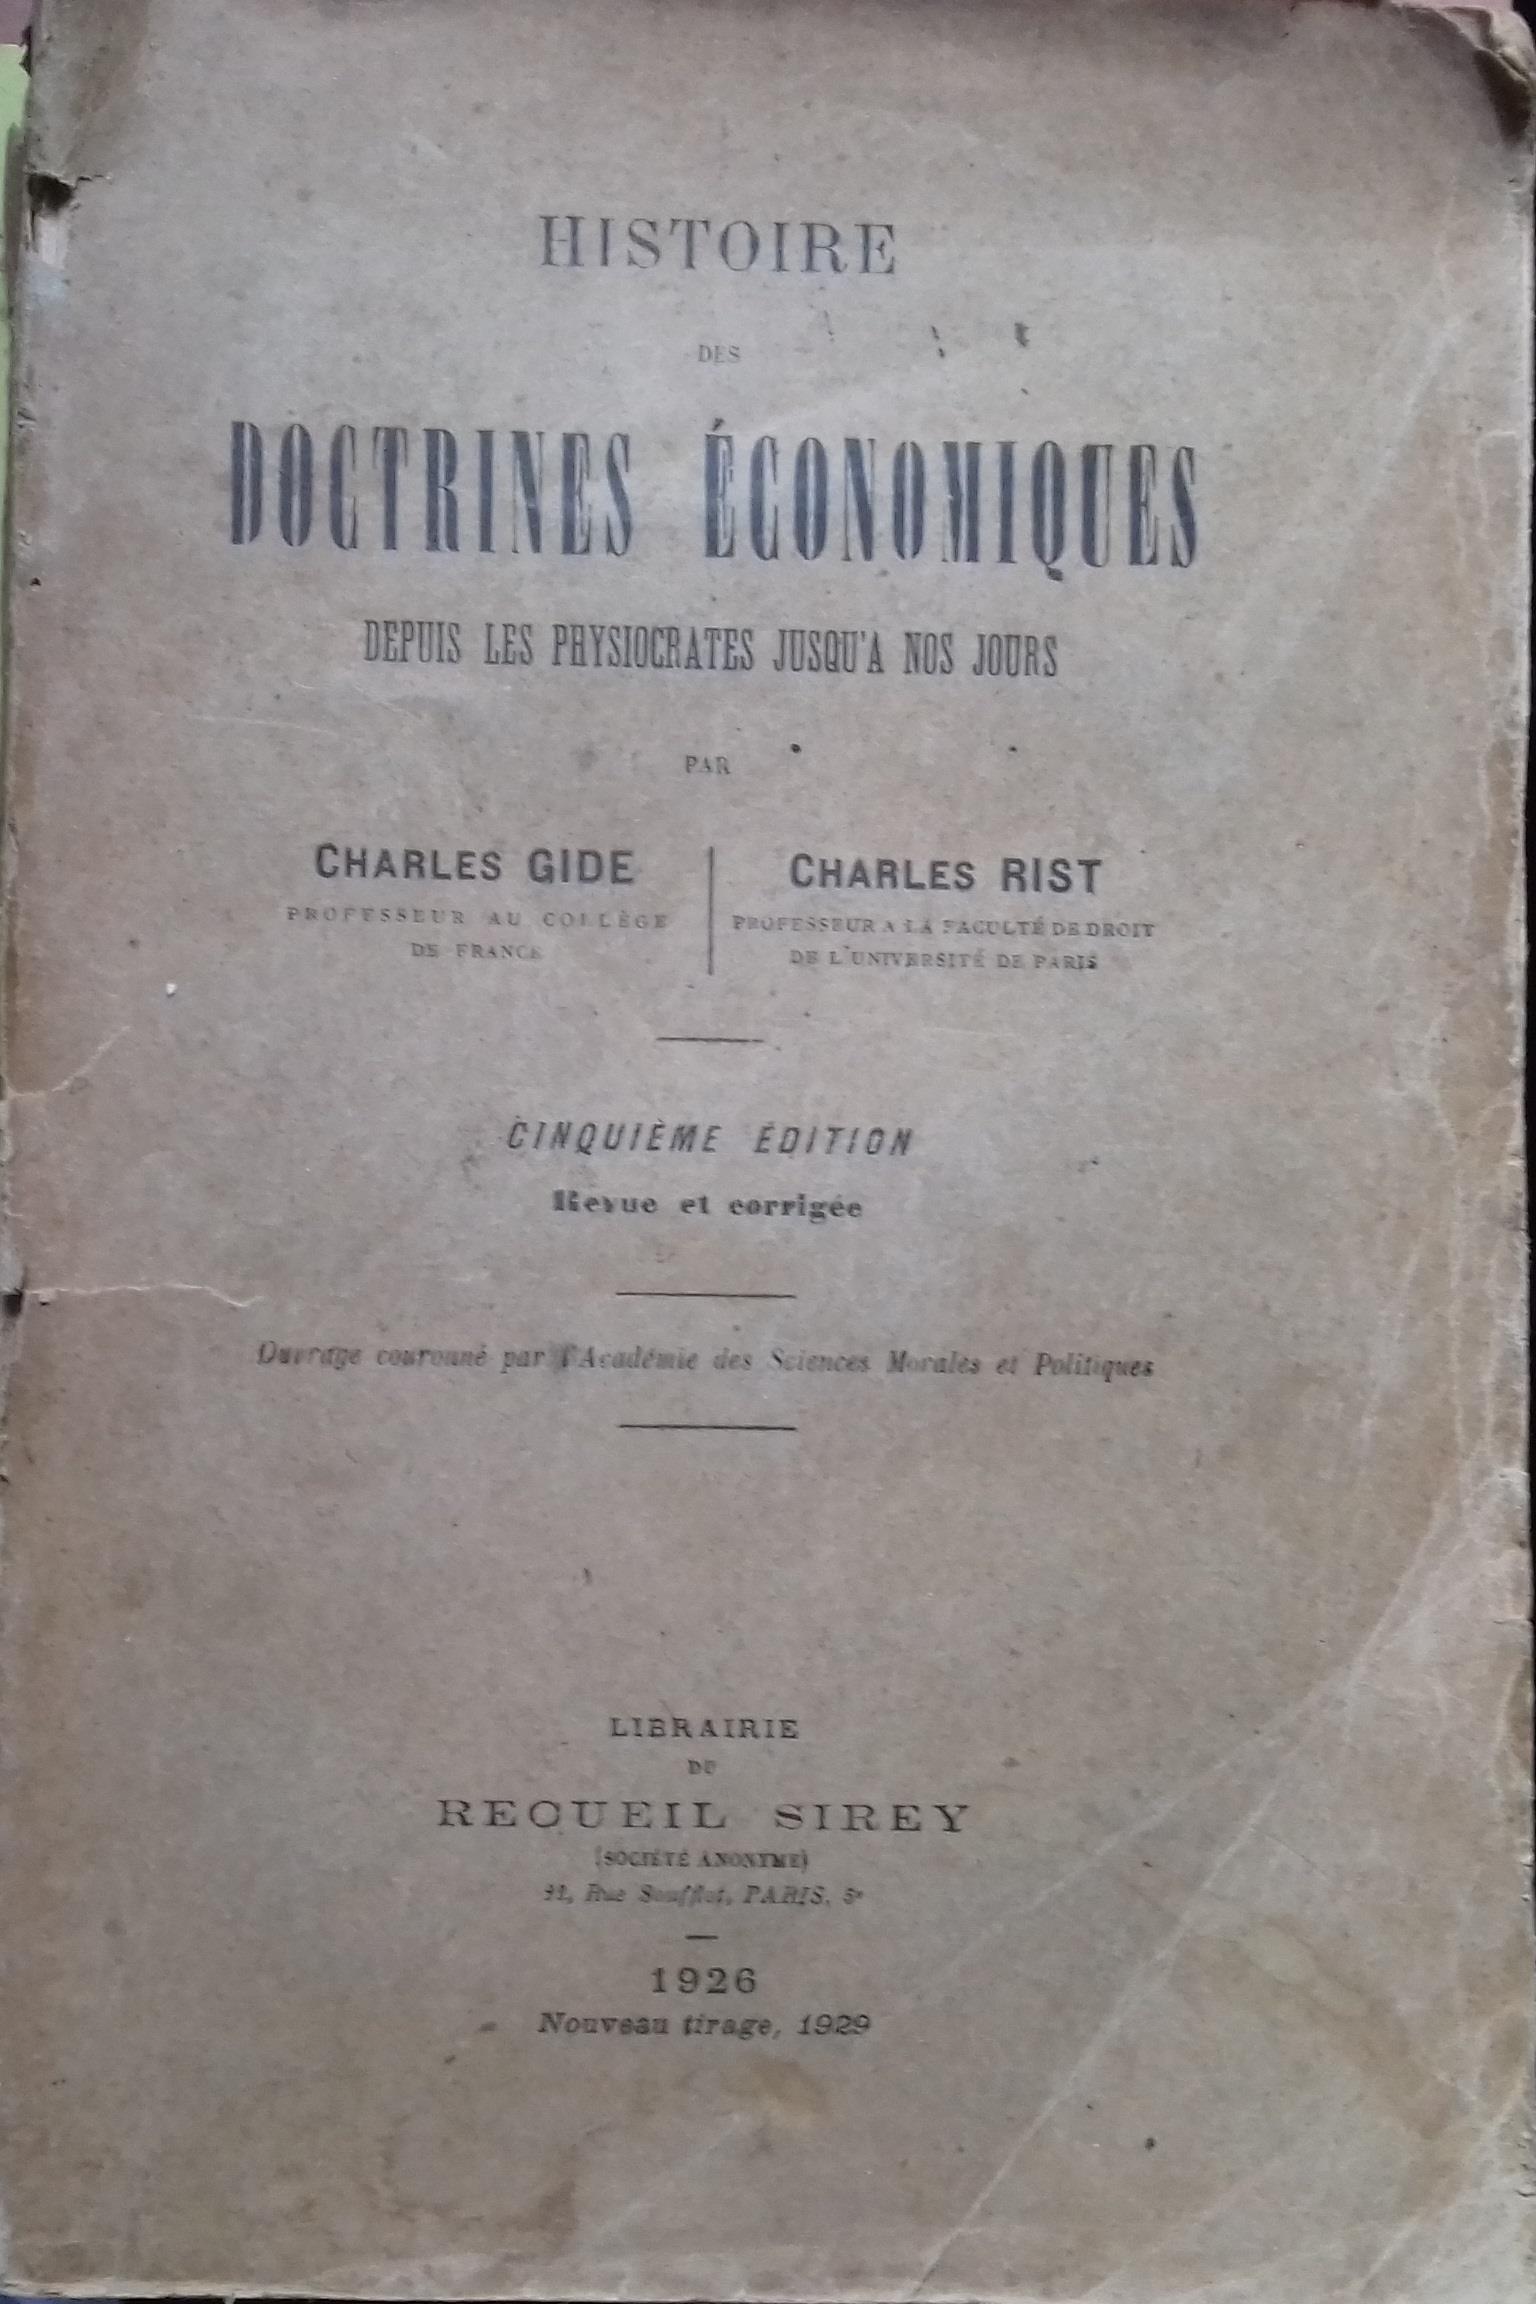 HISTOIRE
DES
DOCTRINES ÉCONOMIQUES
DEPUIS LES PHYSIOCRATES JUSQU'A NOS JOURS
PAR
CHARLES GIDE
PROFESSEUR AU COLLÈGE
DE FRANCE
CHARLES RIST
PROFESSEUR A LA FACULTÉ DE DROIT
DE L'UNIVERSITÉ DE PARIS
CINQUIÈME ÉDITION
Revue et corrigée
Ouvrage couronné par l'Académie des Sciences Morales et Politiques
LIBRAIRIE
DU
RECUEIL SIREY
(SOCIÉTÉ ANONYME)
Rue Soufflot, PARIS, 5e
1926
Nouveau tirage, 1929